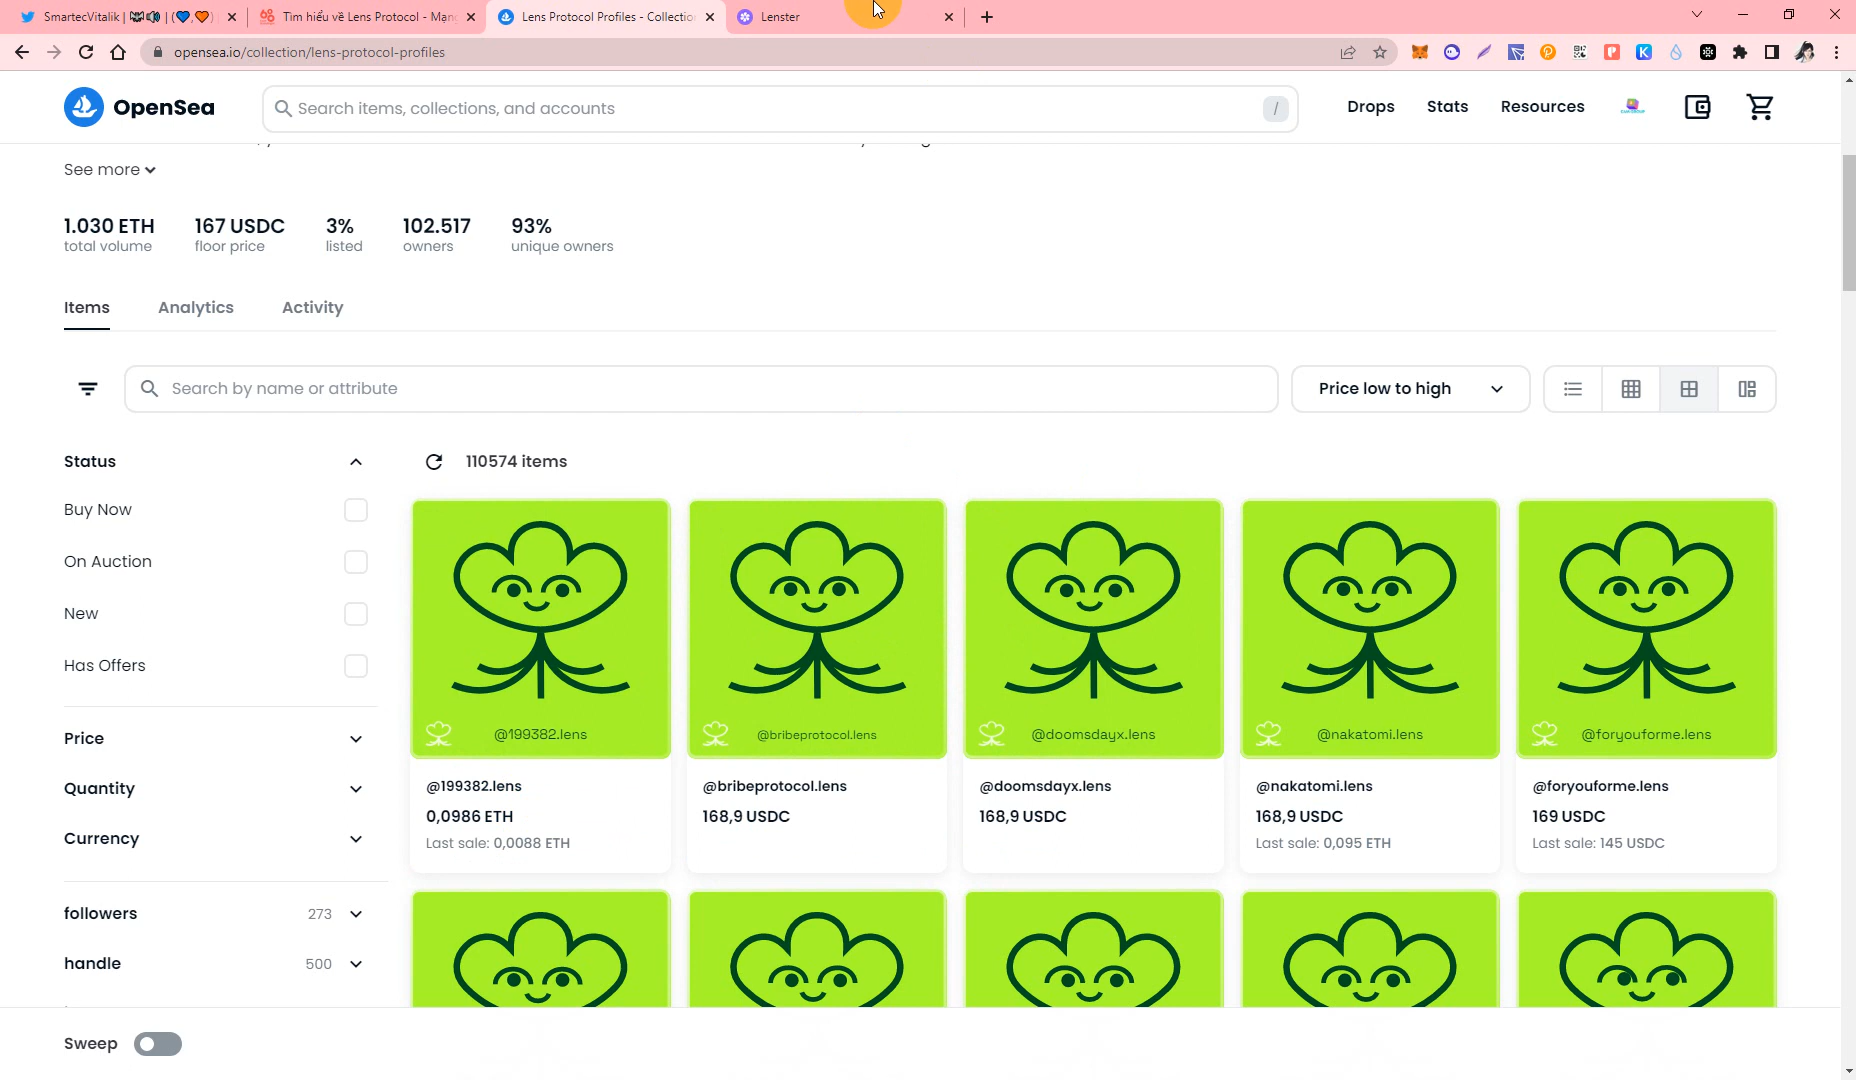 SmartecVitalik |
Tìm hiểu về Lens Protocol - Mạng
Lens Protocol Profiles - Collection
Lenster
opensea.io/collection/lens-protocol-profiles
OpenSea
Search items, collections, and accounts
/
Drops
Stats
Resources
See more
1.030 ETH
total volume
167 USDC
floor price
3%
listed
102.517
owners
93%
unique owners
Items
Analytics
Activity
Search by name or attribute
Price low to high
Status
110574 items
Buy Now
On Auction
New
Has Offers
Price
Quantity
Currency
followers 273
handle 500
@199382.lens
@bribeprotocol.lens
@doomsdayx.lens
@nakatomi.lens
@foryouforme.lens
@199382.lens
0,0986 ETH
Last sale: 0,0088 ETH
@bribeprotocol.lens
168,9 USDC
@doomsdayx.lens
168,9 USDC
@nakatomi.lens
168,9 USDC
Last sale: 0,095 ETH
@foryouforme.lens
169 USDC
Last sale: 145 USDC
Sweep